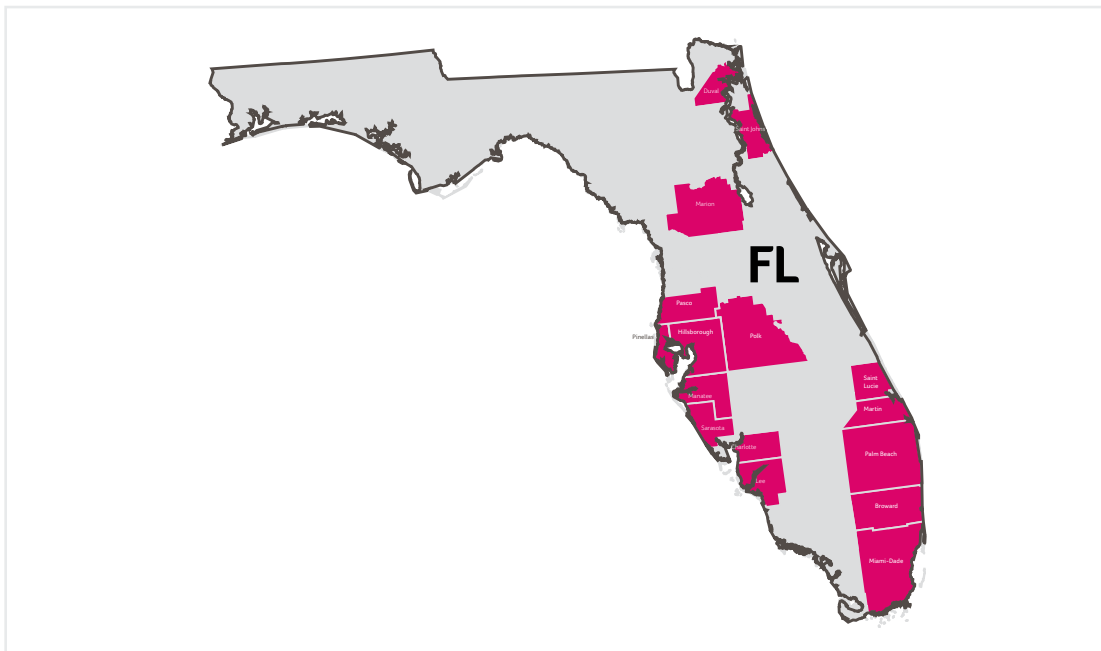 Duval
Saint Johns
Marion
FL
Pasco
Hillsborough
Pinellas
Polk
Manatee
Sarasota
Charlotte
Lee
Saint
Lucie
Martin
Palm Beach
Broward
Miami-Dade